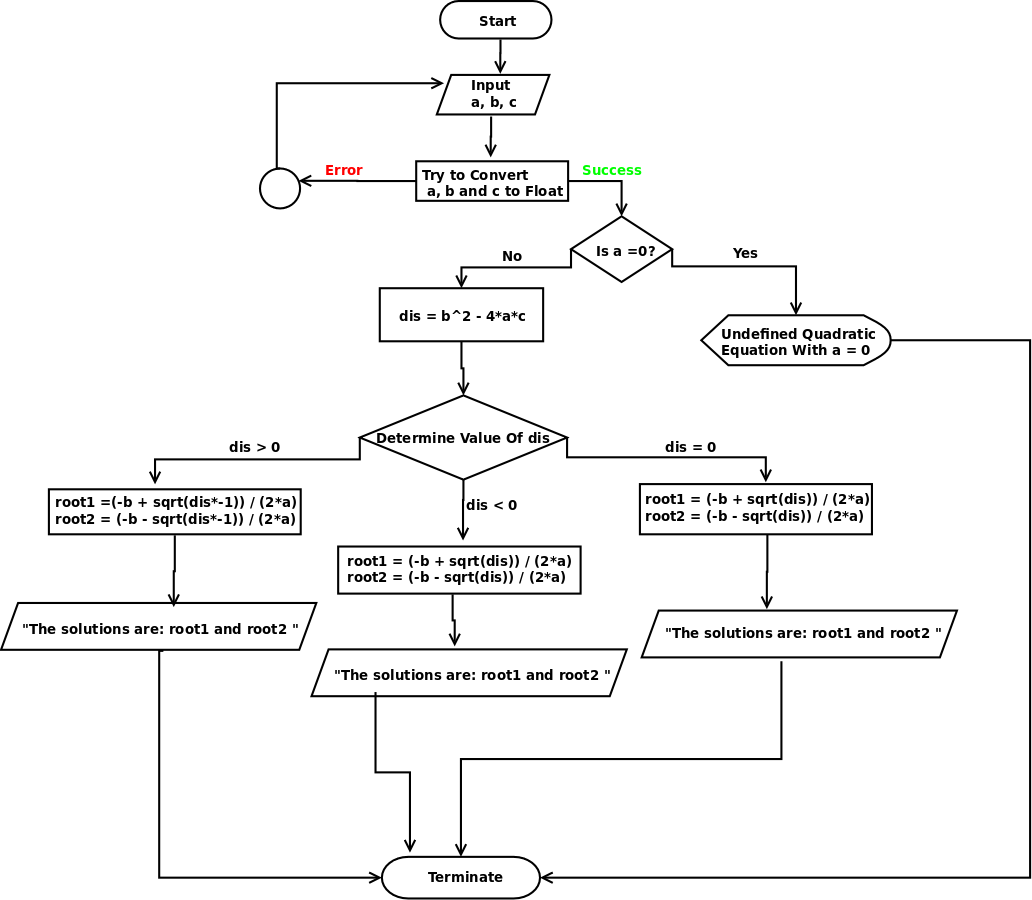 Start
Input
a, b, c
Error
Success
Try to Convert
a, b and c to Float
Is a =0?
No
Yes
dis = b^2 - 4*a*c
Undefined Quadratic
Equation With a = 0
Determine Value Of dis
dis > 0
dis = 0
dis < 0
root1 =(-b + sqrt(dis*-1)) / (2*a)
root2 = (-b - sqrt(dis*-1)) / (2*a)
root1 = (-b + sqrt(dis)) / (2*a)
root2 = (-b - sqrt(dis)) / (2*a)
root1 = (-b + sqrt(dis)) / (2*a)
root2 = (-b - sqrt(dis)) / (2*a)
"The solutions are: root1 and root2 "
"The solutions are: root1 and root2 "
"The solutions are: root1 and root2 "
Terminate